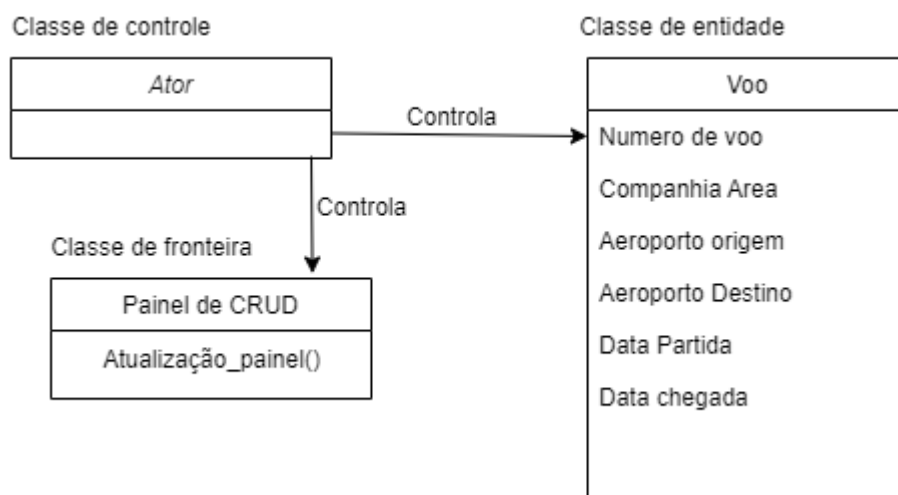 Classe de controle
Classe de entidade
Ator
Voo
Controla
Numero de voo
Companhia Area
Controla
Aeroporto origem
Classe de fronteira
Aeroporto Destino
Painel de CRUD
Data Partida
Atualização_painel()
Data chegada